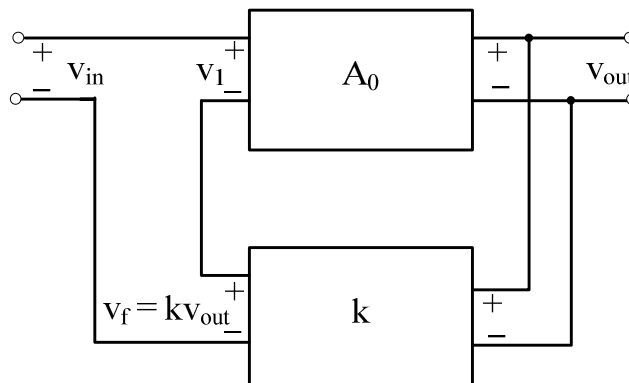 + + +
v_in v_1 A_0 v_out
− − −
+ +
v_f = kv_out k
− −